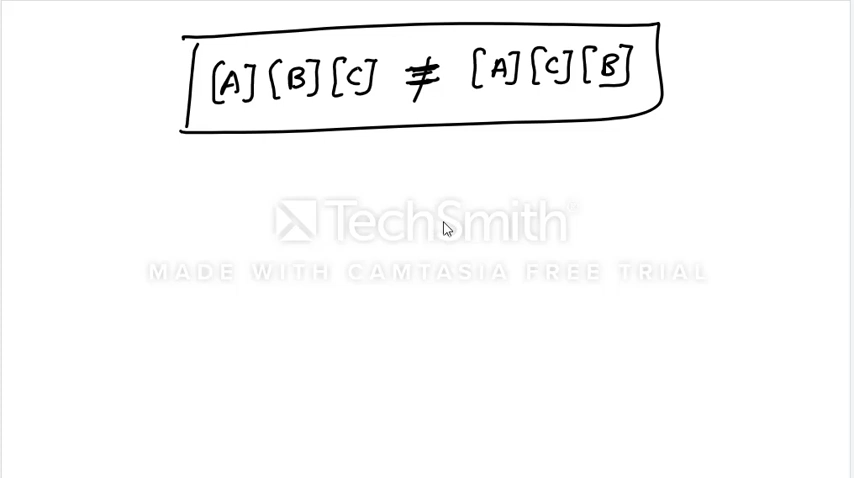 [A] [B] [C] ≢ [A] [C] [B]
TechSmith®
MADE WITH CAMTASIA FREE TRIAL